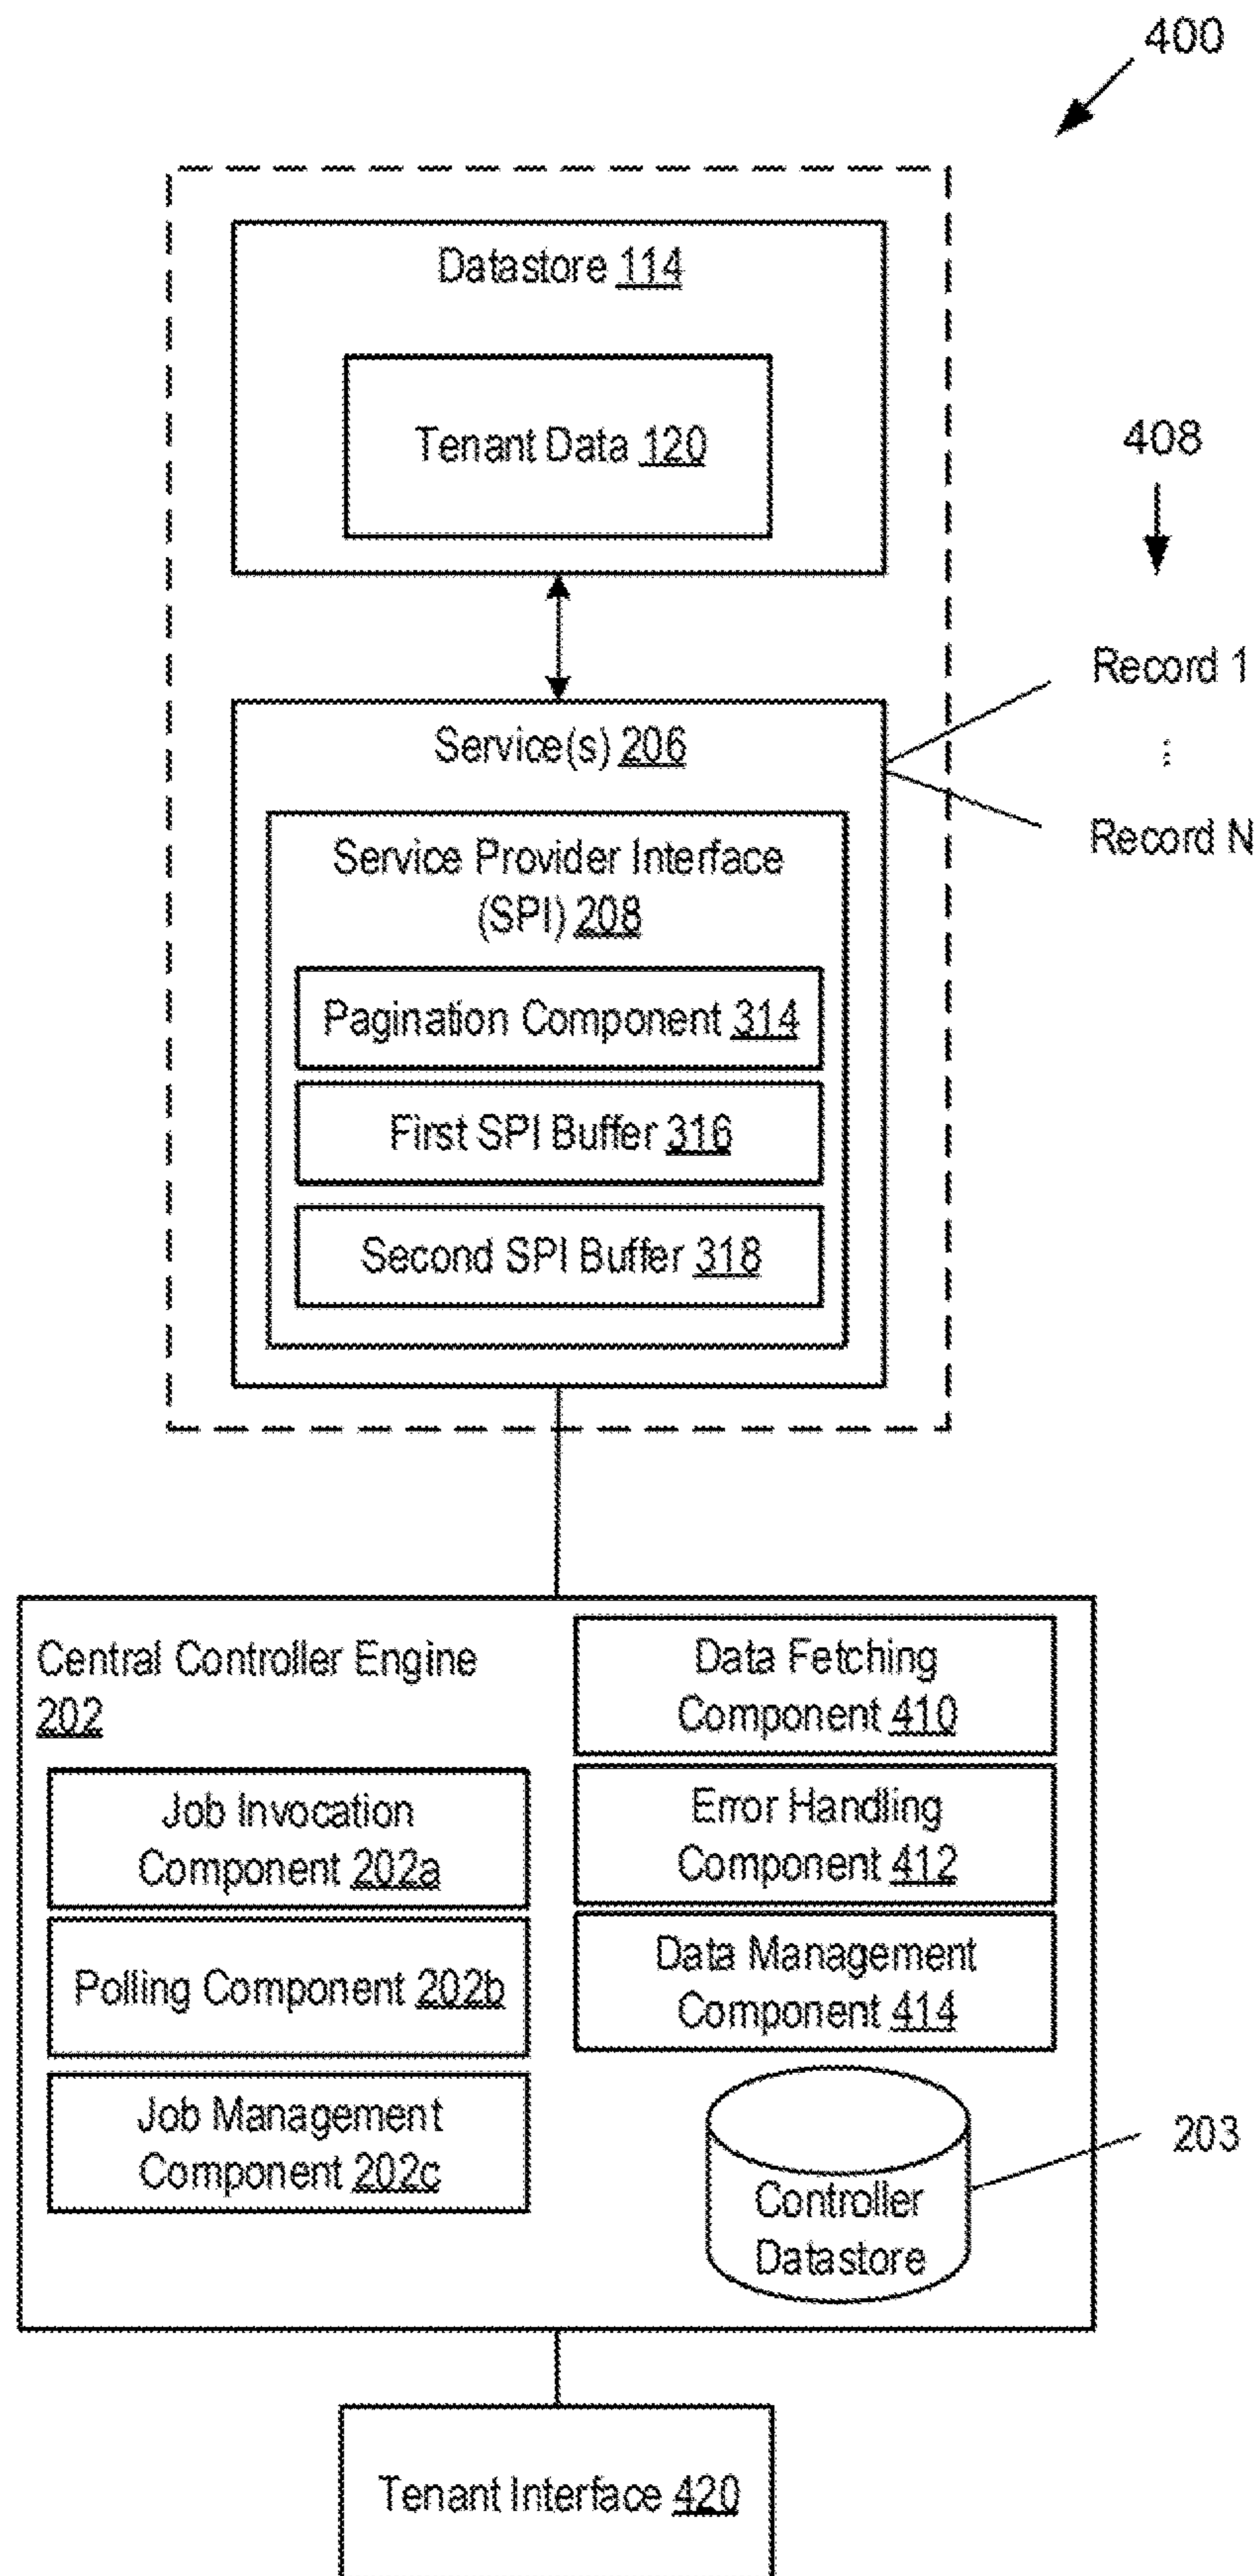 400
Datastore 114
Tenant Data 120
408
Record 1
⋮
Record N
Service(s) 206
Service Provider Interface
(SPI) 208
Pagination Component 314
First SPI Buffer 316
Second SPI Buffer 318
Central Controller Engine
202
Job Invocation
Component 202a
Polling Component 202b
Job Management
Component 202c
Data Fetching
Component 410
Error Handling
Component 412
Data Management
Component 414
Controller
Datastore
203
Tenant Interface 420